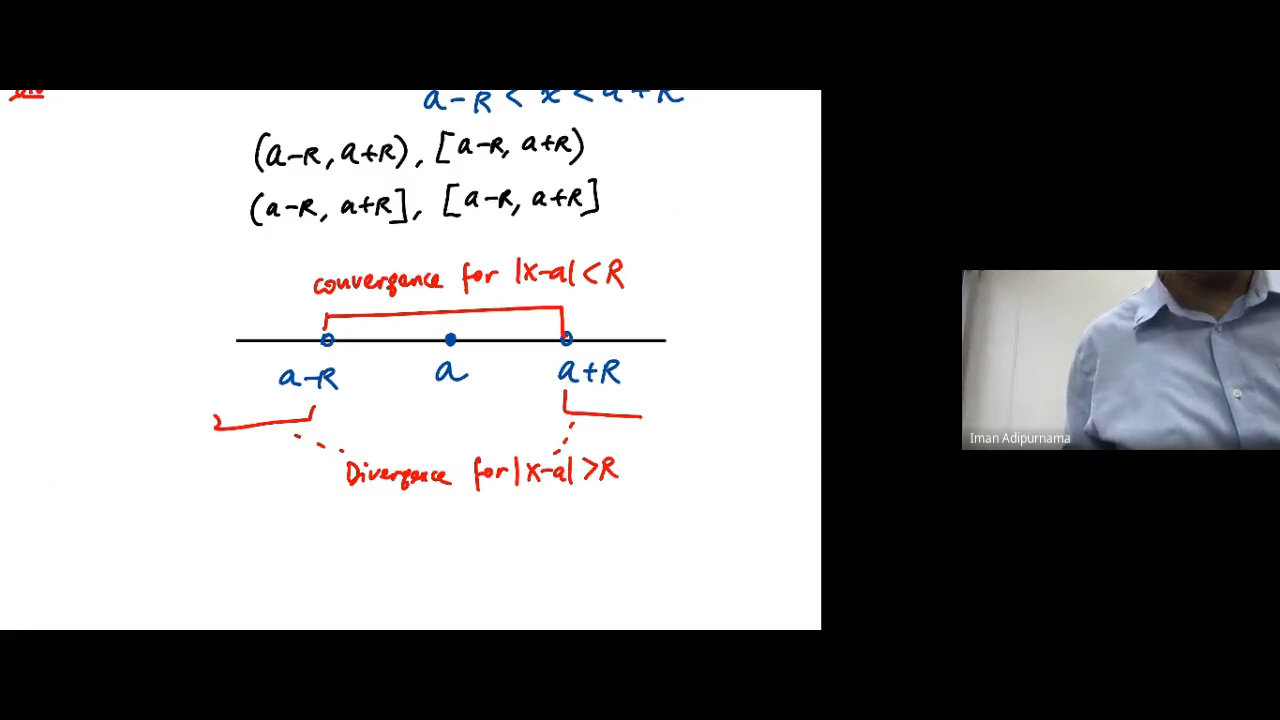 a-R < x < a+R
(a-R, a+R), [a-R, a+R)
(a-R, a+R], [a-R, a+R]
convergence for |x-a| < R
a-R a a+R
Divergence for |x-a| > R
Iman Adipurnama